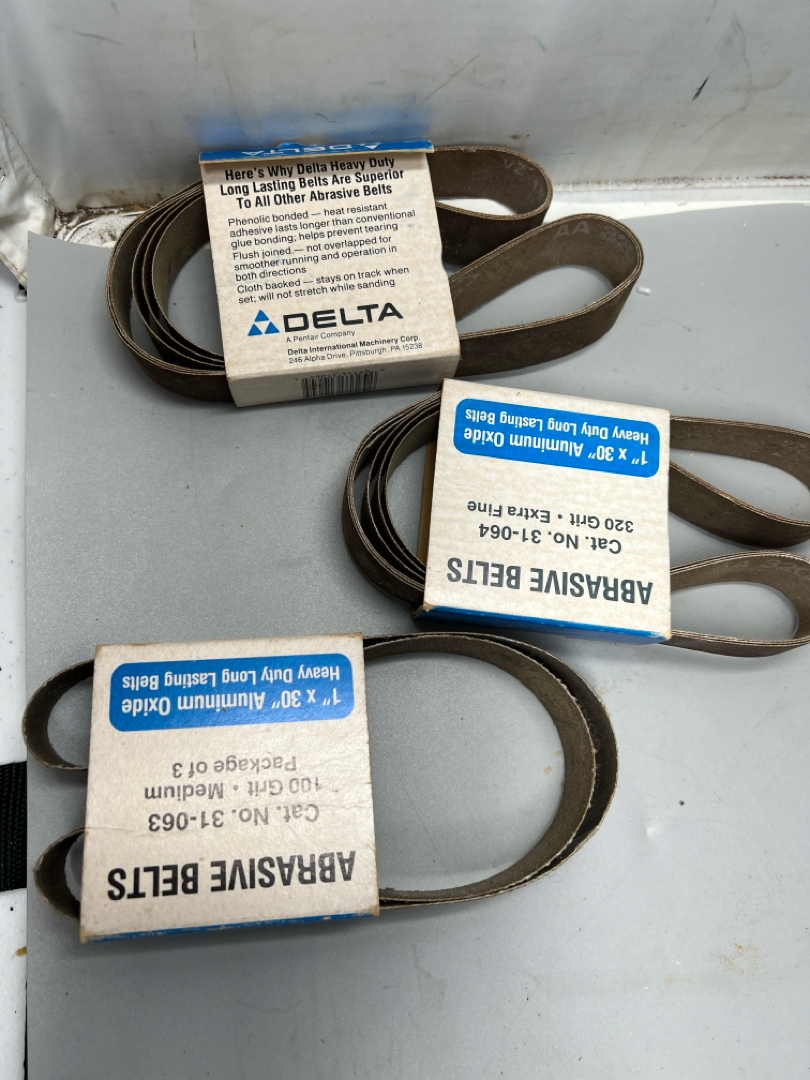 DELTA
Here's Why Delta Heavy Duty
Long Lasting Belts Are Superior
To All Other Abrasive Belts
Phenolic bonded — heat resistant
adhesive lasts longer than conventional
glue bonding; helps prevent tearing
Flush joined — not overlapped for
smoother running and operation in
both directions
Cloth backed — stays on track when
set; will not stretch while sanding
DELTA
A Pentair Company
Delta International Machinery Corp.
246 Alpha Drive, Pittsburgh, PA 15238
ABRASIVE BELTS
Cat. No. 31-064
320 Grit • Extra Fine
1" x 30" Aluminum Oxide
Heavy Duty Long Lasting Belts
ABRASIVE BELTS
Cat. No. 31-063
100 Grit • Medium
Package of 3
1" x 30" Aluminum Oxide
Heavy Duty Long Lasting Belts